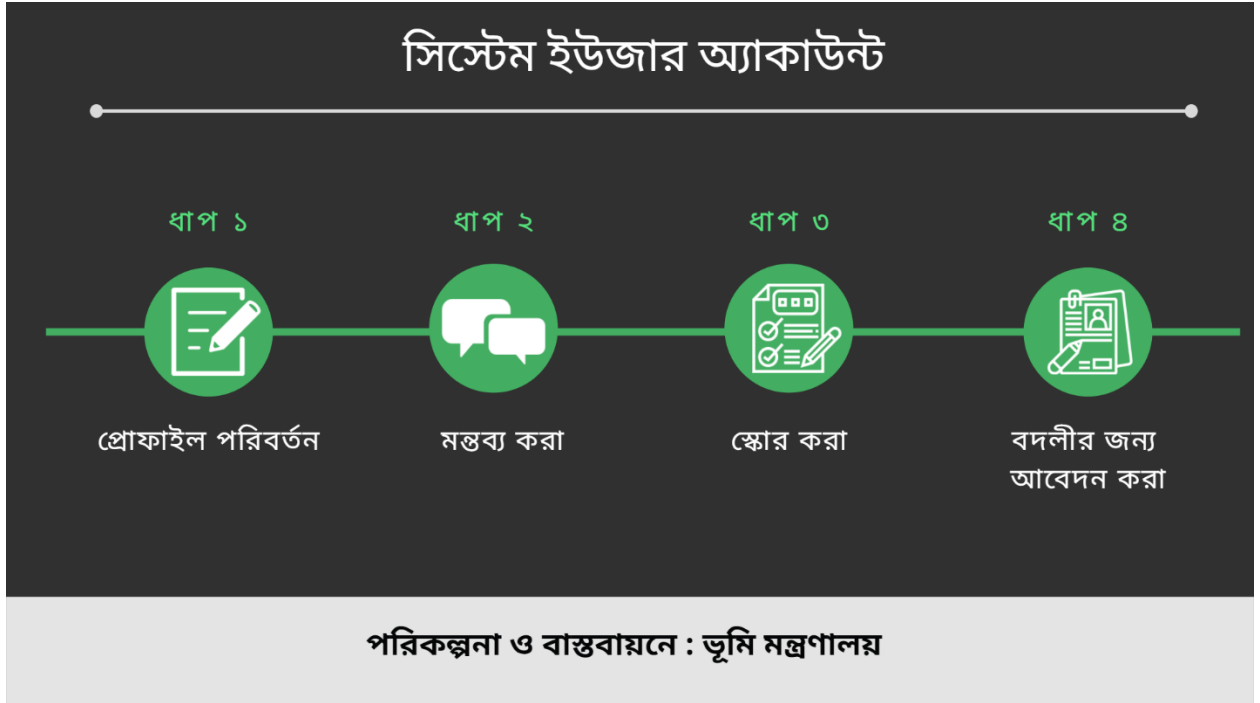 সিস্টেম ইউজার অ্যাকাউন্ট
ধাপ ১
ধাপ ২
ধাপ ৩
ধাপ ৪
প্রোফাইল পরিবর্তন
মন্তব্য করা
স্কোর করা
বদলীর জন্য
আবেদন করা
পরিকল্পনা ও বাস্তবায়নে : ভূমি মন্ত্রণালয়